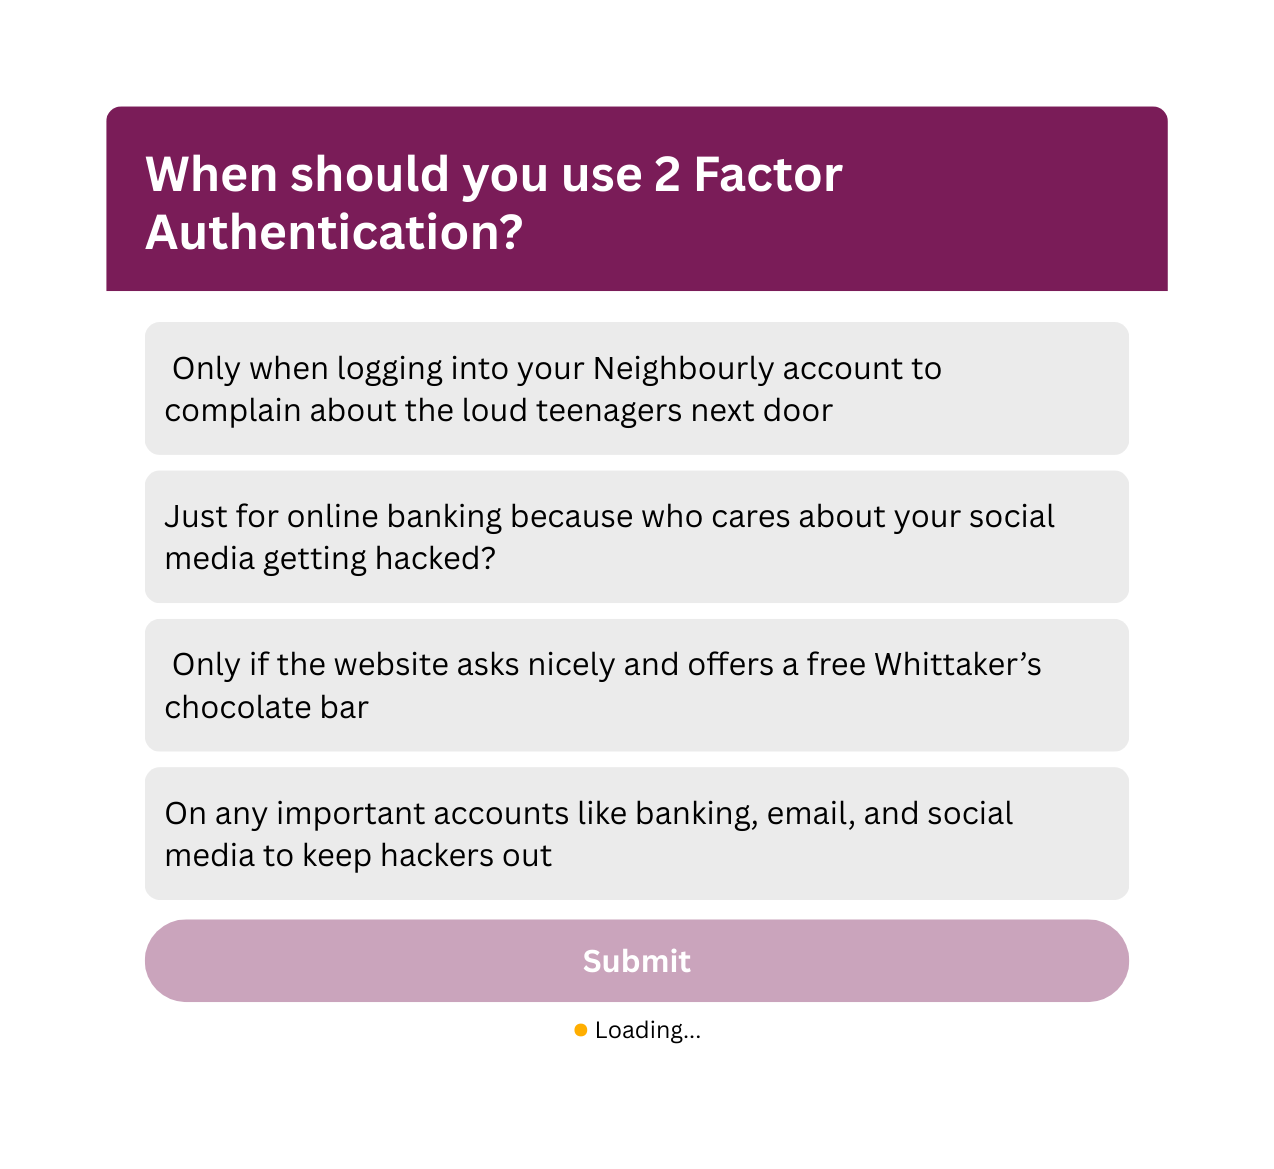 When should you use 2 Factor
Authentication?
Only when logging into your Neighbourly account to
complain about the loud teenagers next door
Just for online banking because who cares about your social
media getting hacked?
Only if the website asks nicely and offers a free Whittaker’s
chocolate bar
On any important accounts like banking, email, and social
media to keep hackers out
Submit
Loading...